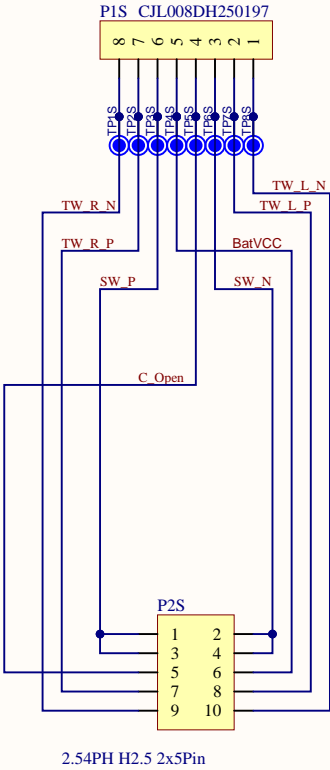 P1S CJL008DH250197
8 7 6 5 4 3 2 1
TP1S TP2S TP3S TP4S TP5S TP6S TP7S TP8S
TW_L_N
TW_R_N TW_L_P
TW_R_P BatVCC
SW_P SW_N
C_Open
P2S
1 2
3 4
5 6
7 8
9 10
2.54PH H2.5 2x5Pin